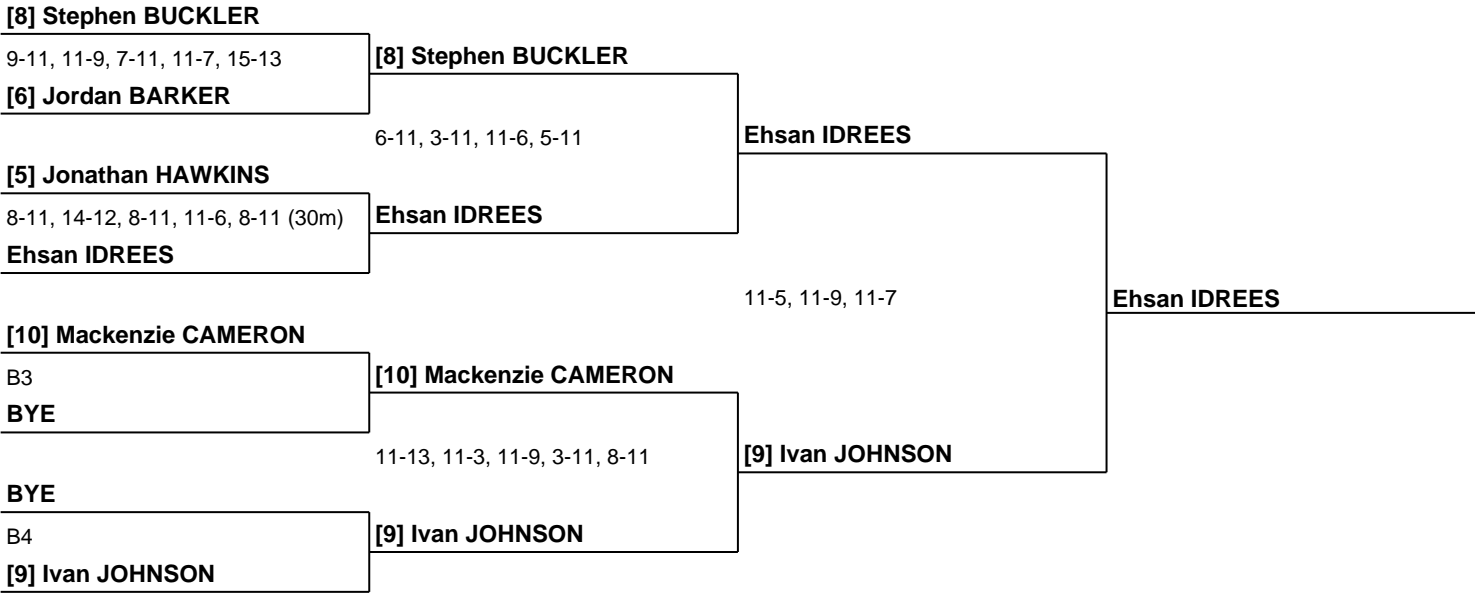 [8] Stephen BUCKLER
9-11, 11-9, 7-11, 11-7, 15-13
[6] Jordan BARKER
[5] Jonathan HAWKINS
8-11, 14-12, 8-11, 11-6, 8-11 (30m)
Ehsan IDREES
[10] Mackenzie CAMERON
B3
BYE
BYE
B4
[9] Ivan JOHNSON
[8] Stephen BUCKLER
6-11, 3-11, 11-6, 5-11
Ehsan IDREES
[10] Mackenzie CAMERON
11-13, 11-3, 11-9, 3-11, 8-11
[9] Ivan JOHNSON
Ehsan IDREES
11-5, 11-9, 11-7
[9] Ivan JOHNSON
Ehsan IDREES